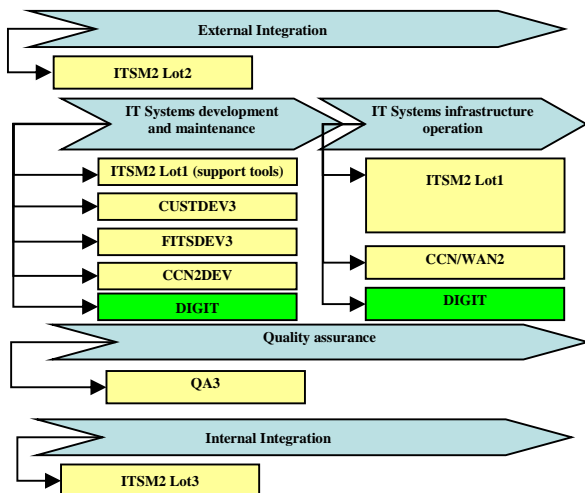 External Integration
ITSM2 Lot2
IT Systems development
and maintenance
ITSM2 Lot1 (support tools)
CUSTDEV3
FITSDEV3
CCN2DEV
DIGIT
IT Systems infrastructure
operation
ITSM2 Lot1
CCN/WAN2
DIGIT
Quality assurance
QA3
Internal Integration
ITSM2 Lot3